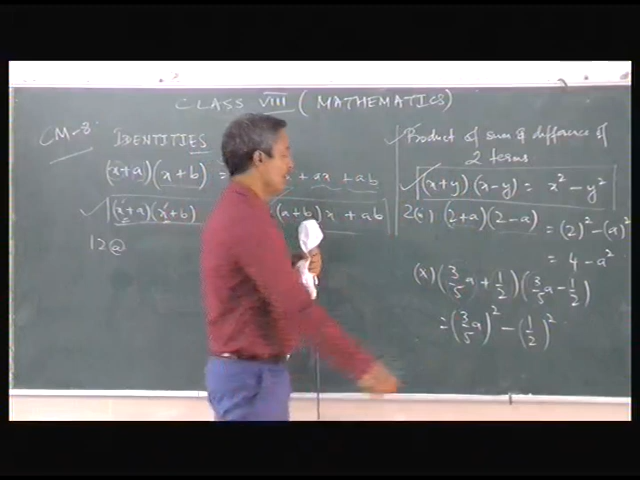 CLASS VIII (MATHEMATICS)
CM-8
IDENTITIES
(x+a)(x+b) = + ax + ab
(x+a)(x+b) (a+b)x + ab
12@
Product of sum & difference of
2 terms
(x+y)(x-y) = x² - y²
2(i) (2+a)(2-a) = (2)² - (a)²
= 4 - a²
(x) (3/5 a + 1/2)(3/5 a - 1/2)
= (3/5 a)² - (1/2)²